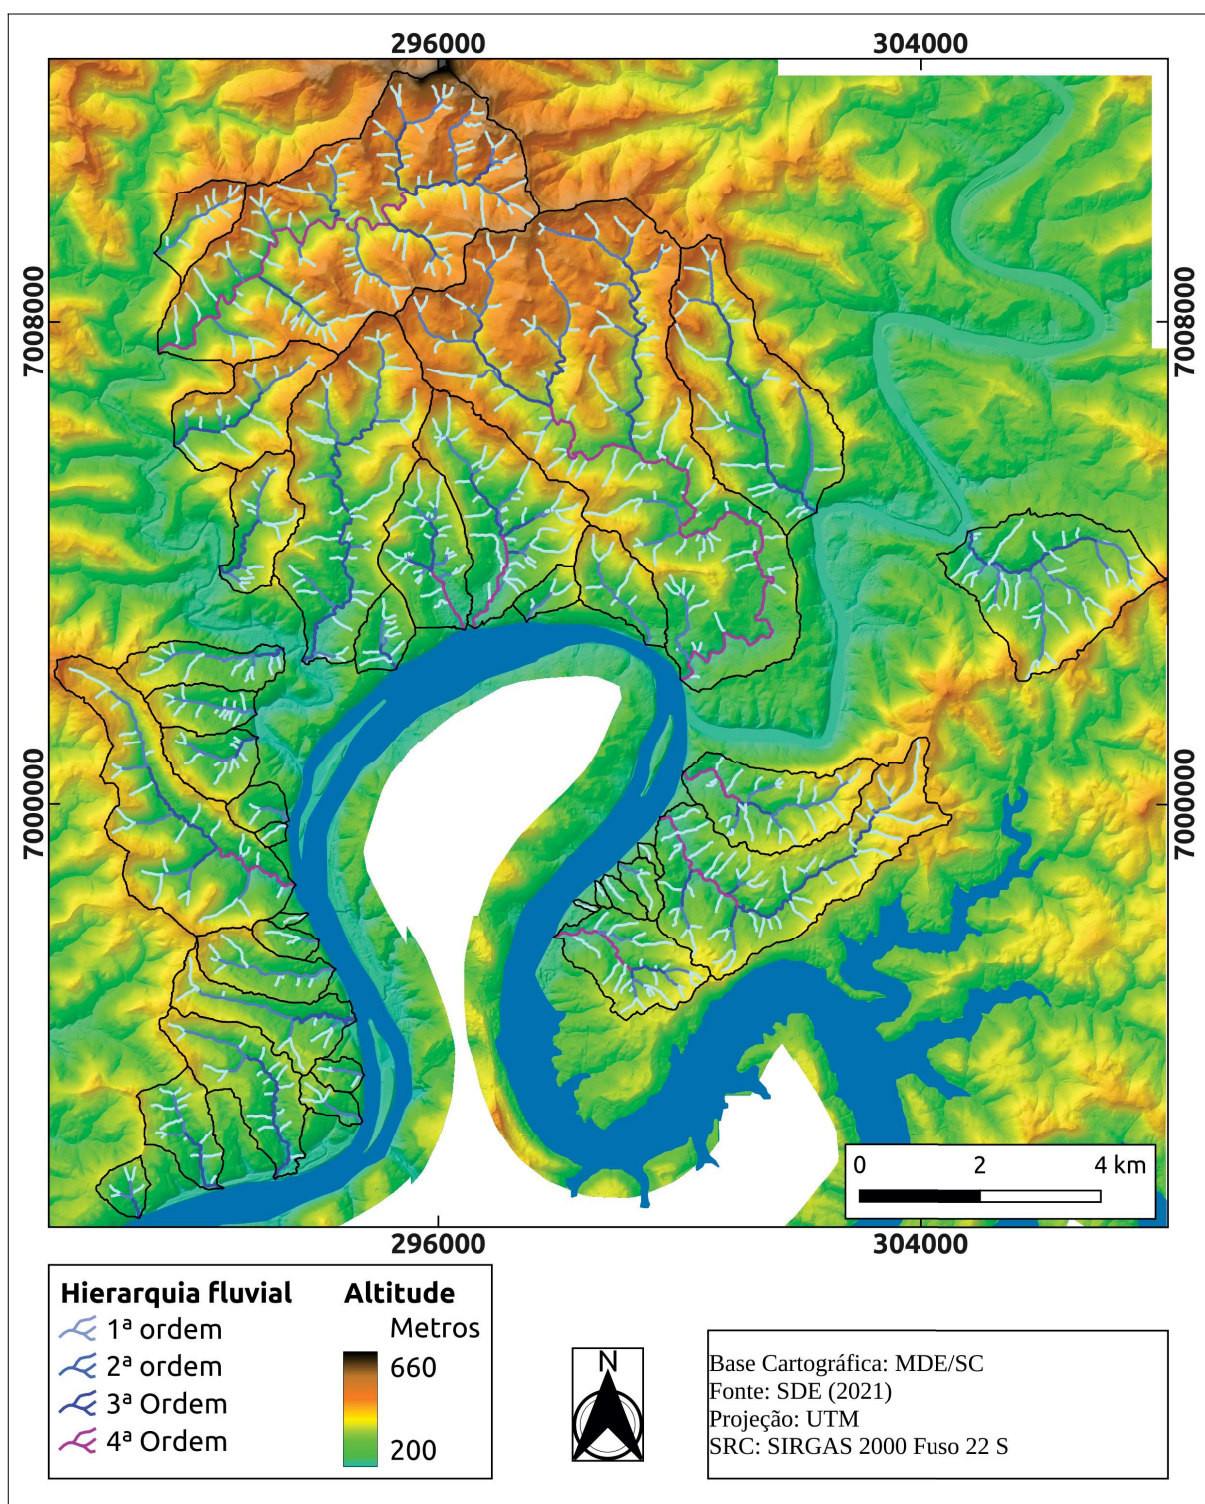 296000 304000
7008000 7008000
7000000 7000000
0 2 4 km
296000 304000
Hierarquia fluvial
1ª ordem
2ª ordem
3ª Ordem
4ª Ordem
Altitude
Metros
660
200
N
Base Cartográfica: MDE/SC
Fonte: SDE (2021)
Projeção: UTM
SRC: SIRGAS 2000 Fuso 22 S